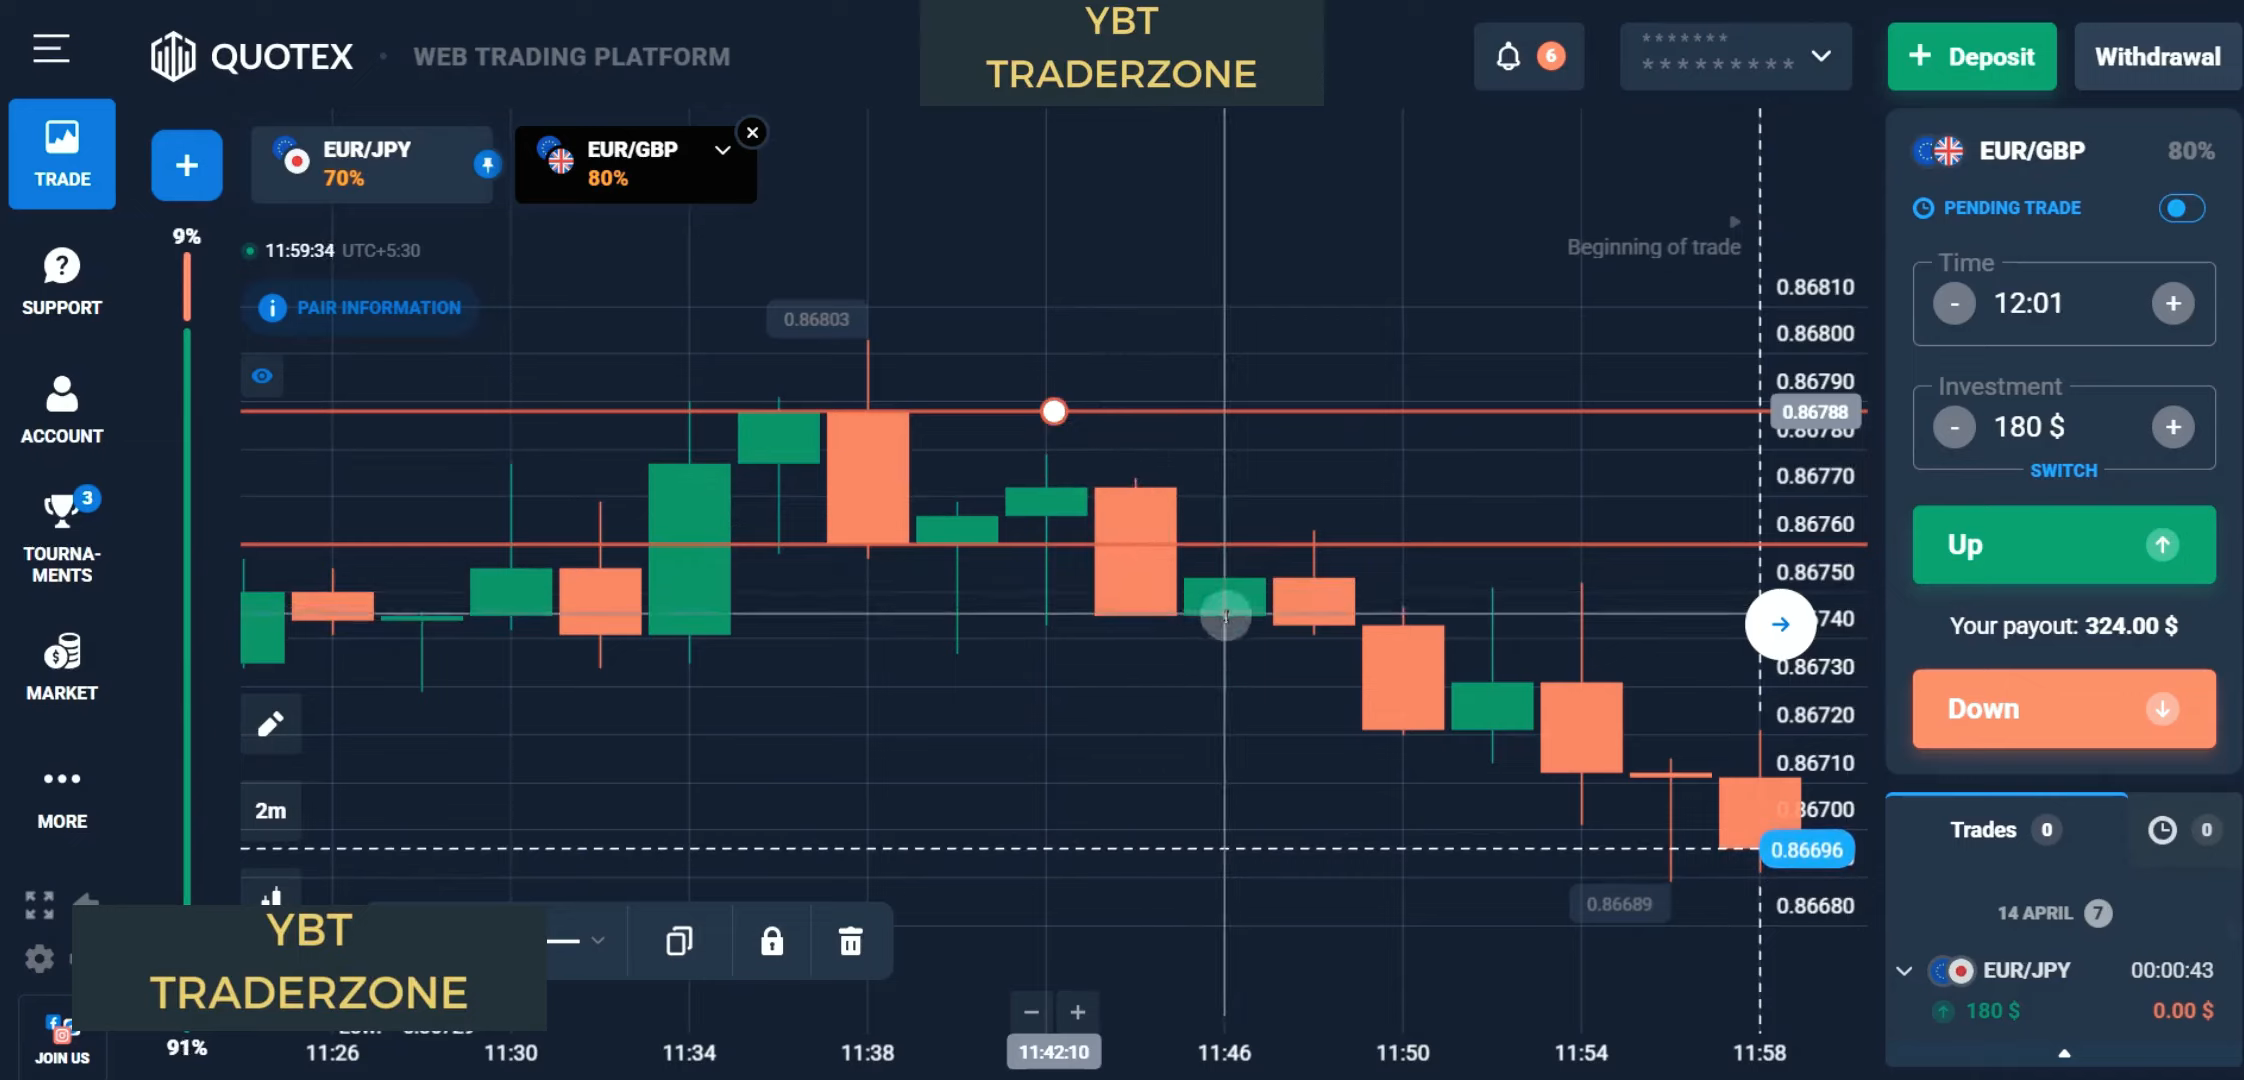 YBT
TRADERZONE
QUOTEX
WEB TRADING PLATFORM
6
*******
*********
+ Deposit
Withdrawal
TRADE
+
EUR/JPY
70%
EUR/GBP
80%
9%
11:59:34 UTC+5:30
PAIR INFORMATION
Beginning of trade
SUPPORT
ACCOUNT
3
TOURNA-
MENTS
MARKET
MORE
JOIN US
91%
0.86803
0.86810
0.86800
0.86790
0.86788
0.86780
0.86770
0.86760
0.86750
740
0.86730
0.86720
0.86710
0.86700
0.86696
0.86689
0.86680
2m
YBT
TRADERZONE
− +
11:26
11:30
11:34
11:38
11:42:10
11:46
11:50
11:54
11:58
EUR/GBP 80%
PENDING TRADE
Time
- 12:01 +
Investment
- 180 $ +
SWITCH
Up
Your payout: 324.00 $
Down
Trades 0
0
14 APRIL 7
EUR/JPY 00:00:43
180 $ 0.00 $